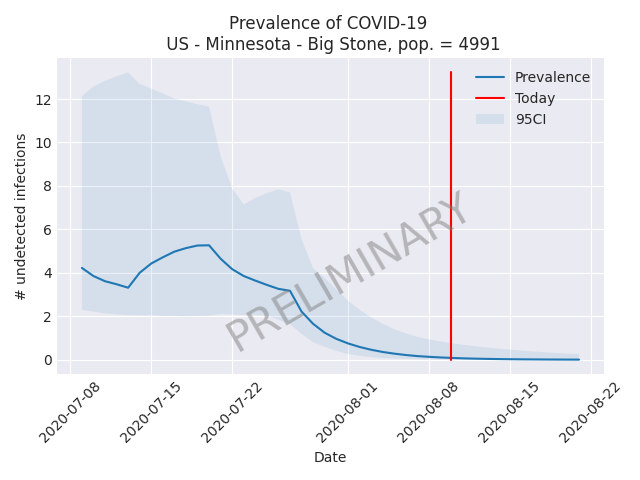 Prevalence of COVID-19
US - Minnesota - Big Stone, pop. = 4991
# undetected infections
12
10
8
6
4
2
0
Prevalence
Today
95CI
PRELIMINARY
2020-07-08
2020-07-15
2020-07-22
2020-08-01
2020-08-08
2020-08-15
2020-08-22
Date